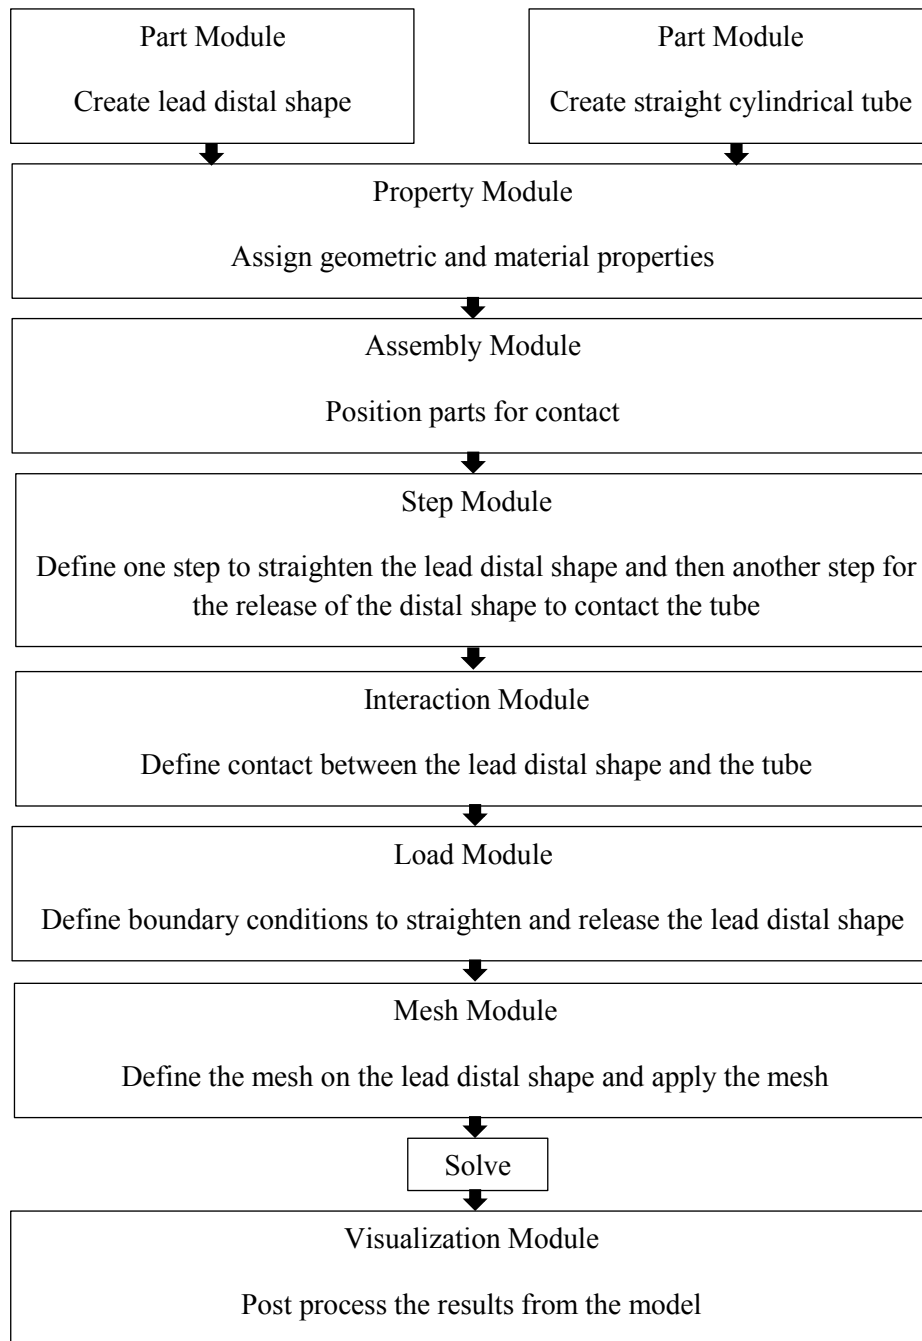 Part Module
Create lead distal shape
Part Module
Create straight cylindrical tube
Property Module
Assign geometric and material properties
Assembly Module
Position parts for contact
Step Module
Define one step to straighten the lead distal shape and then another step for
the release of the distal shape to contact the tube
Interaction Module
Define contact between the lead distal shape and the tube
Load Module
Define boundary conditions to straighten and release the lead distal shape
Mesh Module
Define the mesh on the lead distal shape and apply the mesh
Solve
Visualization Module
Post process the results from the model